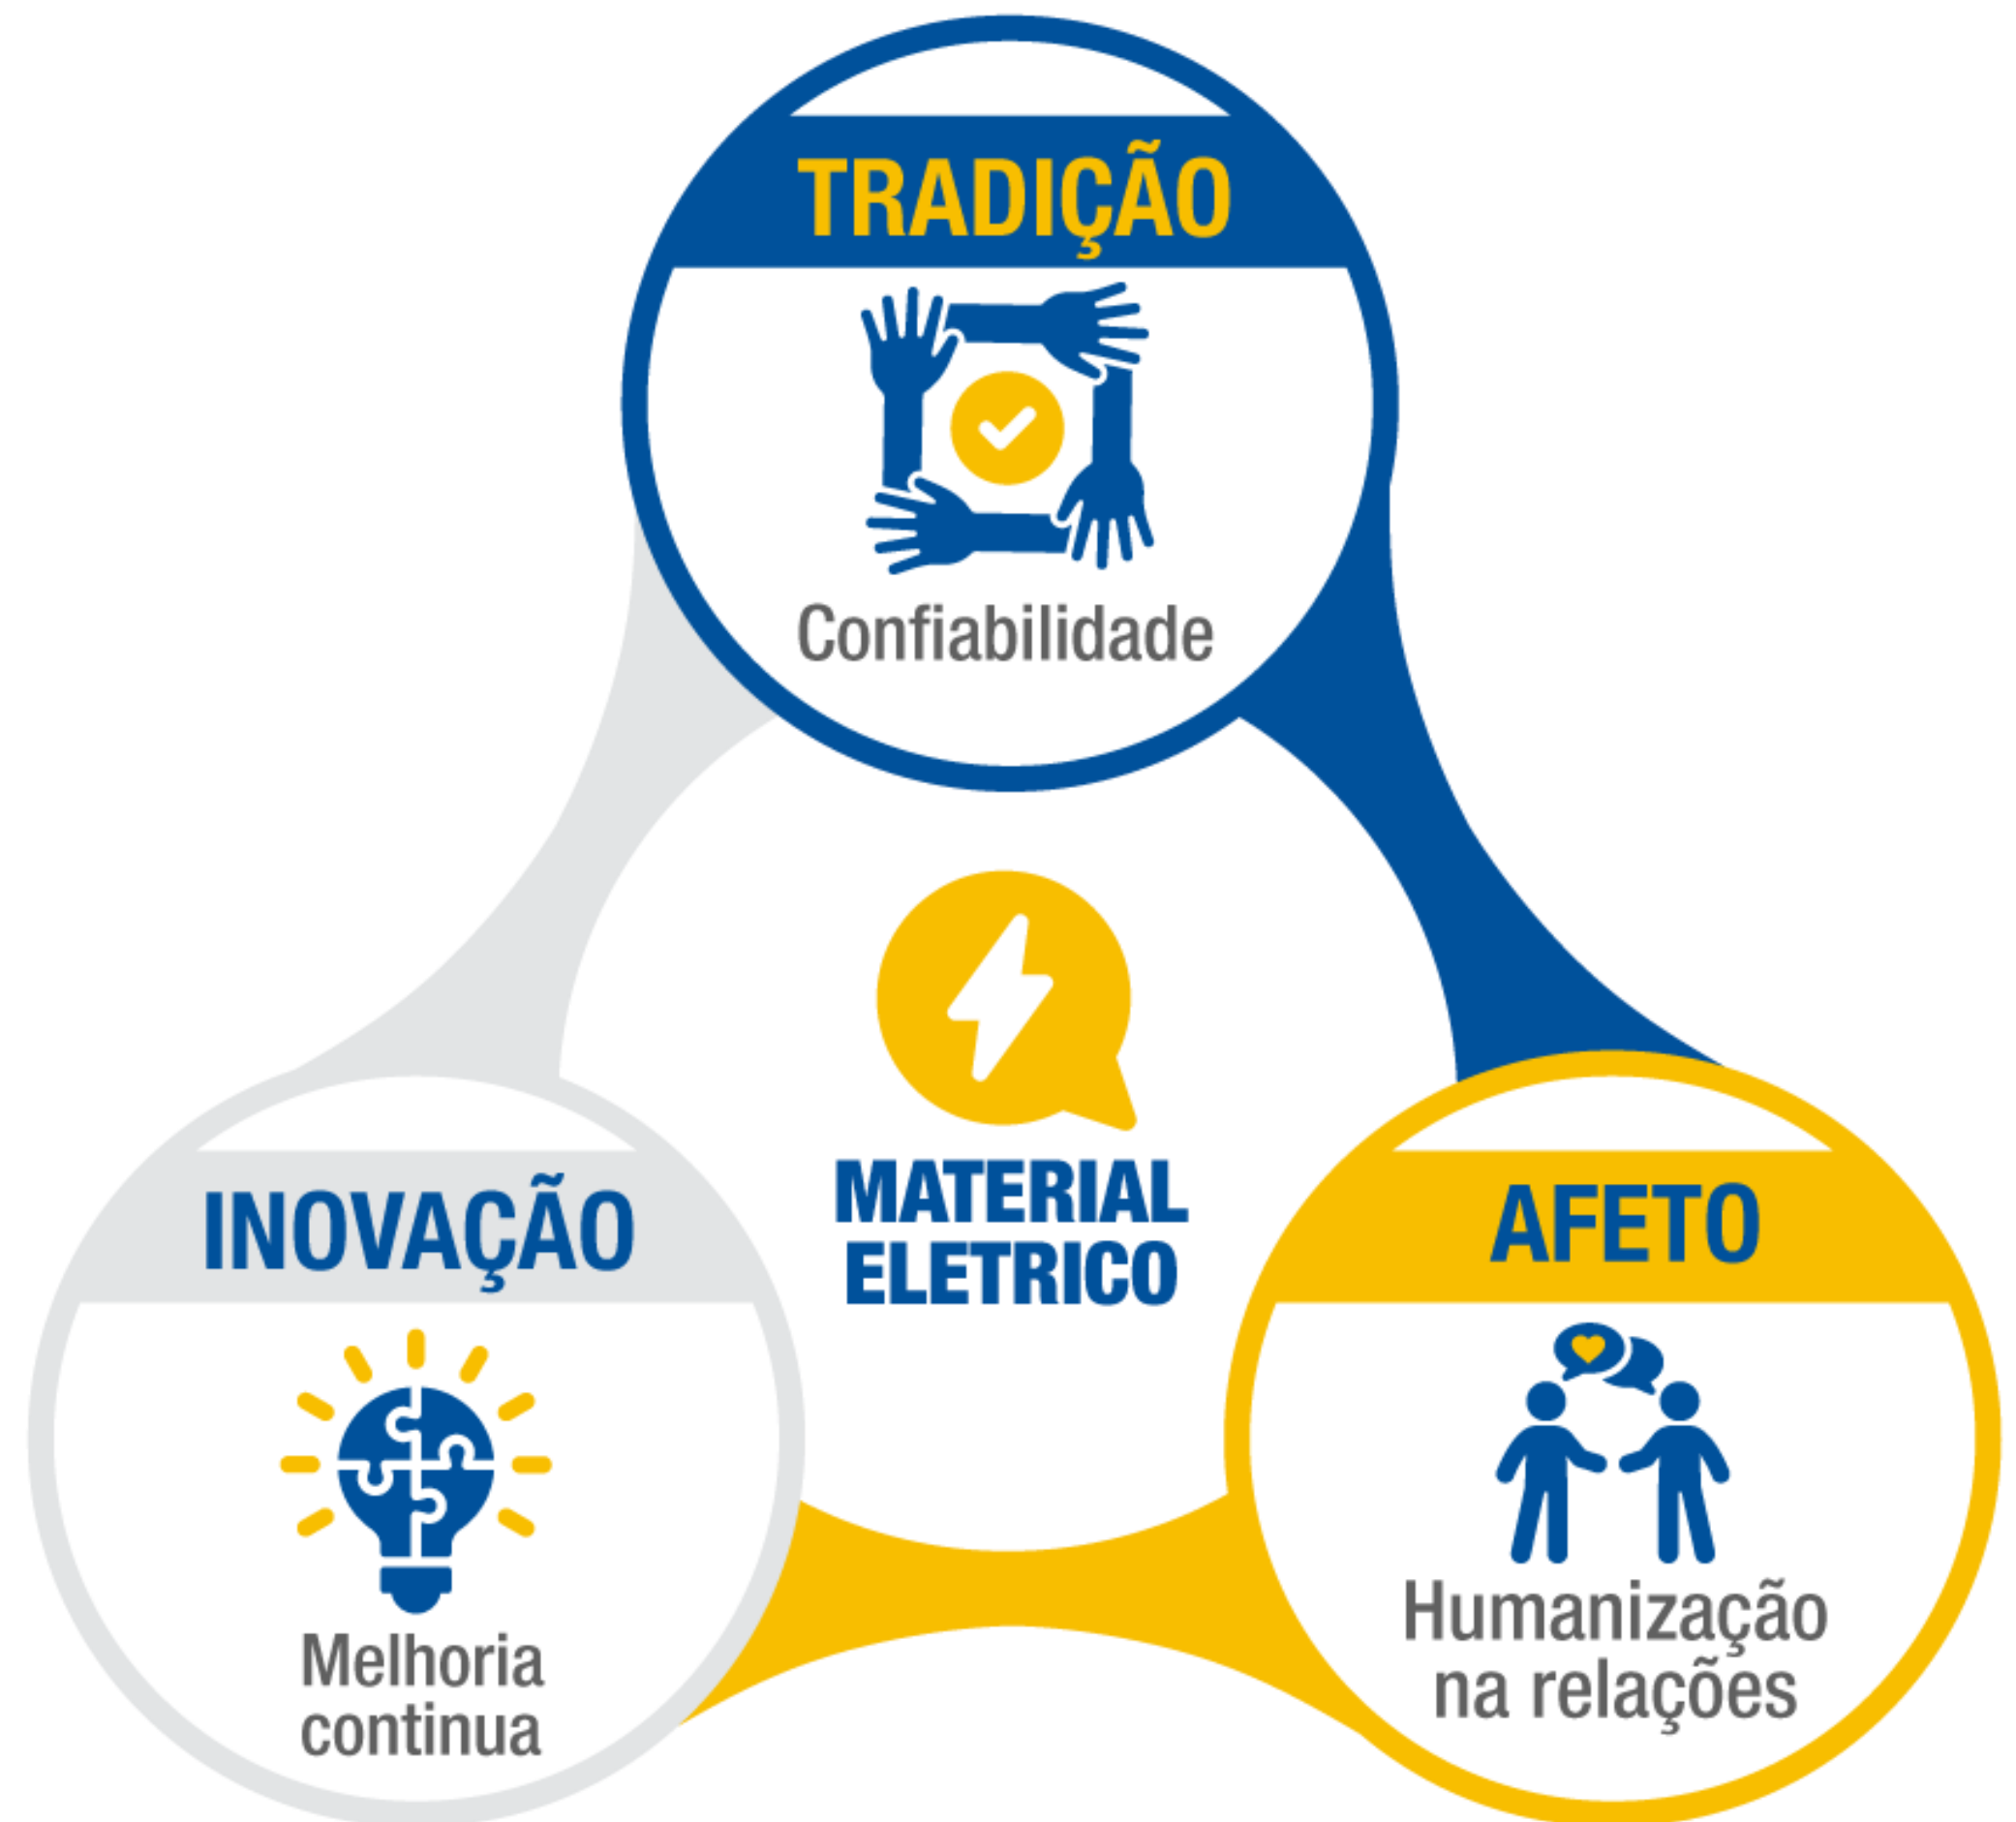 TRADIÇÃO
Confiabilidade
MATERIAL
ELETRICO
INOVAÇÃO
Melhoria
continua
AFETO
Humanização
na relações